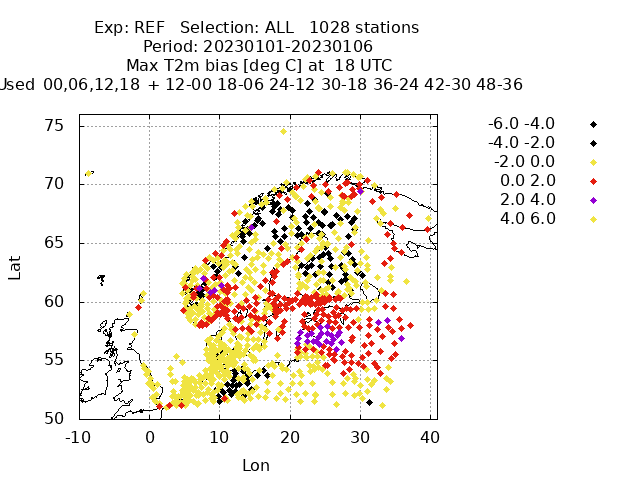 Exp: REF   Selection: ALL   1028 stations
Period: 20230101-20230106
Max T2m bias [deg C] at  18 UTC
00,06,12,18 + 12-00 18-06 24-12 30-18 36-24 42-30 48-36
75
70
65
60
55
50
Lat
-10 0 10 20 30 40
Lon
-6.0 -4.0
-4.0 -2.0
-2.0 0.0
0.0 2.0
2.0 4.0
4.0 6.0